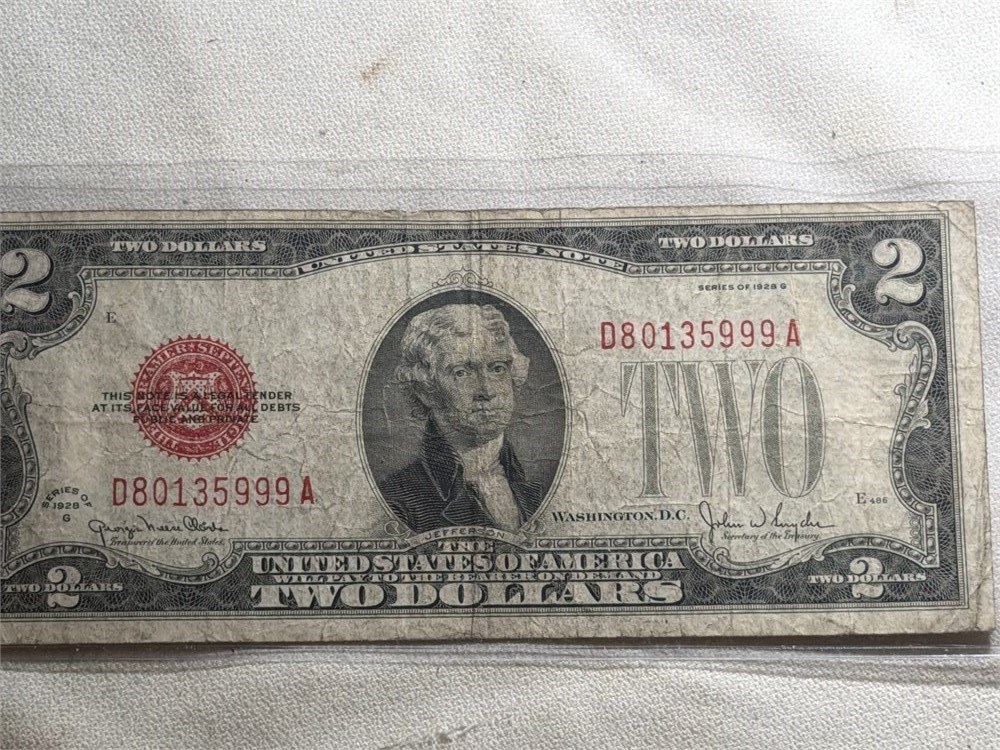 TWO DOLLARS
UNITED STATES NOTE
TWO DOLLARS
2
2
SERIES OF 1928 G
E
D80135999A
THIS NOTE IS A LEGAL TENDER
AT ITS FACE VALUE FOR ALL DEBTS
PUBLIC AND PRIVATE
TWO
D80135999A
SERIES OF
1928
G
E 486
WASHINGTON, D.C.
Treasurer of the United States.
Secretary of the Treasury.
JEFFERSON
THE
UNITED STATES OF AMERICA
WILL PAY TO THE BEARER ON DEMAND
TWO DOLLARS
TWO DOLLARS
2
TWO DOLLARS
2